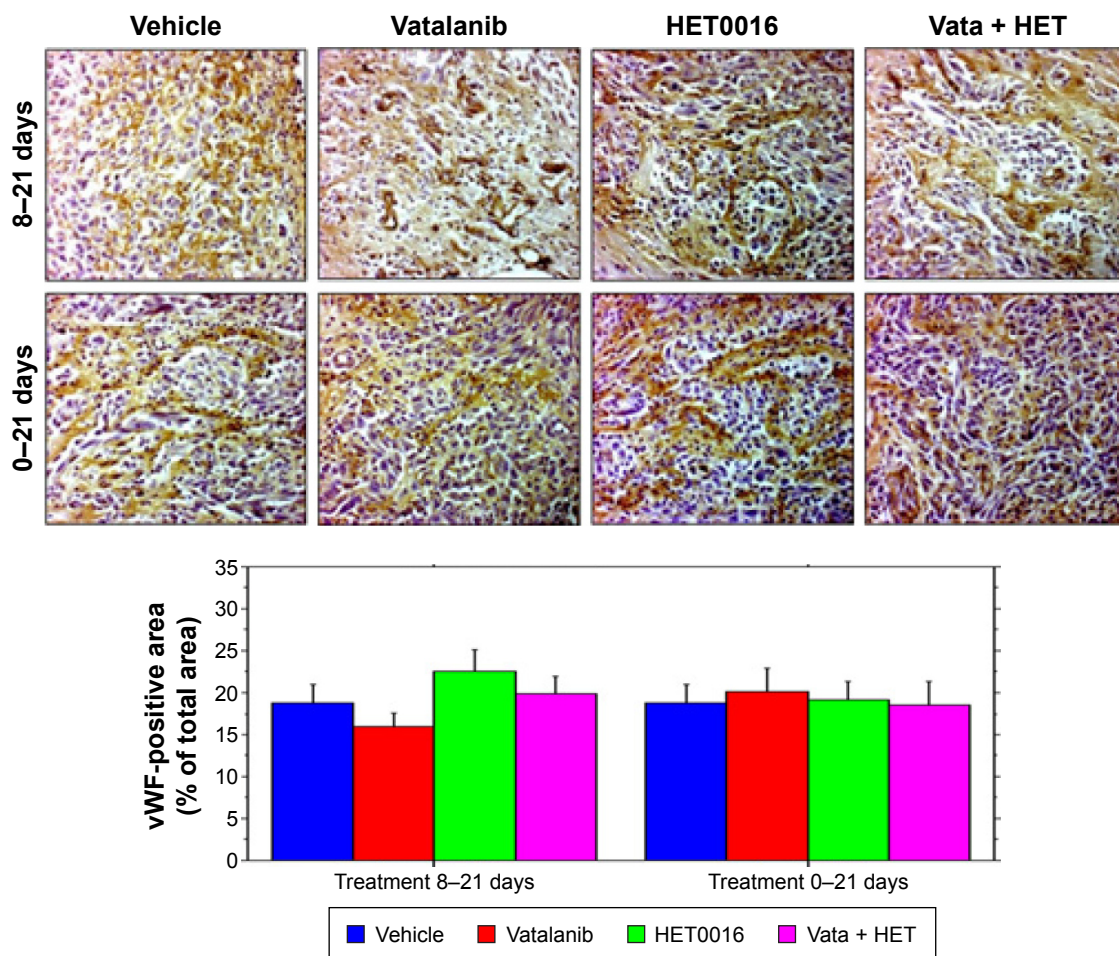 Vehicle
Vatalanib
HET0016
Vata + HET
8–21 days
0–21 days
vWF-positive area
(% of total area)
35
30
25
20
15
10
5
0
Treatment 8–21 days
Treatment 0–21 days
Vehicle
Vatalanib
HET0016
Vata + HET